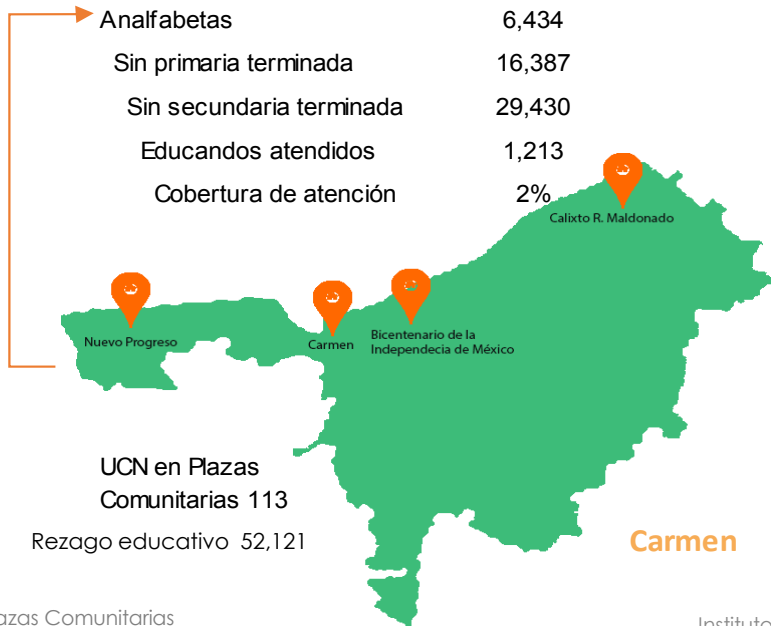 Analfabetas 6,434
Sin primaria terminada 16,387
Sin secundaria terminada 29,430
Educandos atendidos 1,213
Cobertura de atención 2%
Calixto R. Maldonado
Nuevo Progreso
Carmen
Bicentenario de la
Independecia de México
UCN en Plazas
Comunitarias 113
Rezago educativo 52,121
Carmen
azas Comunitarias
Instituto